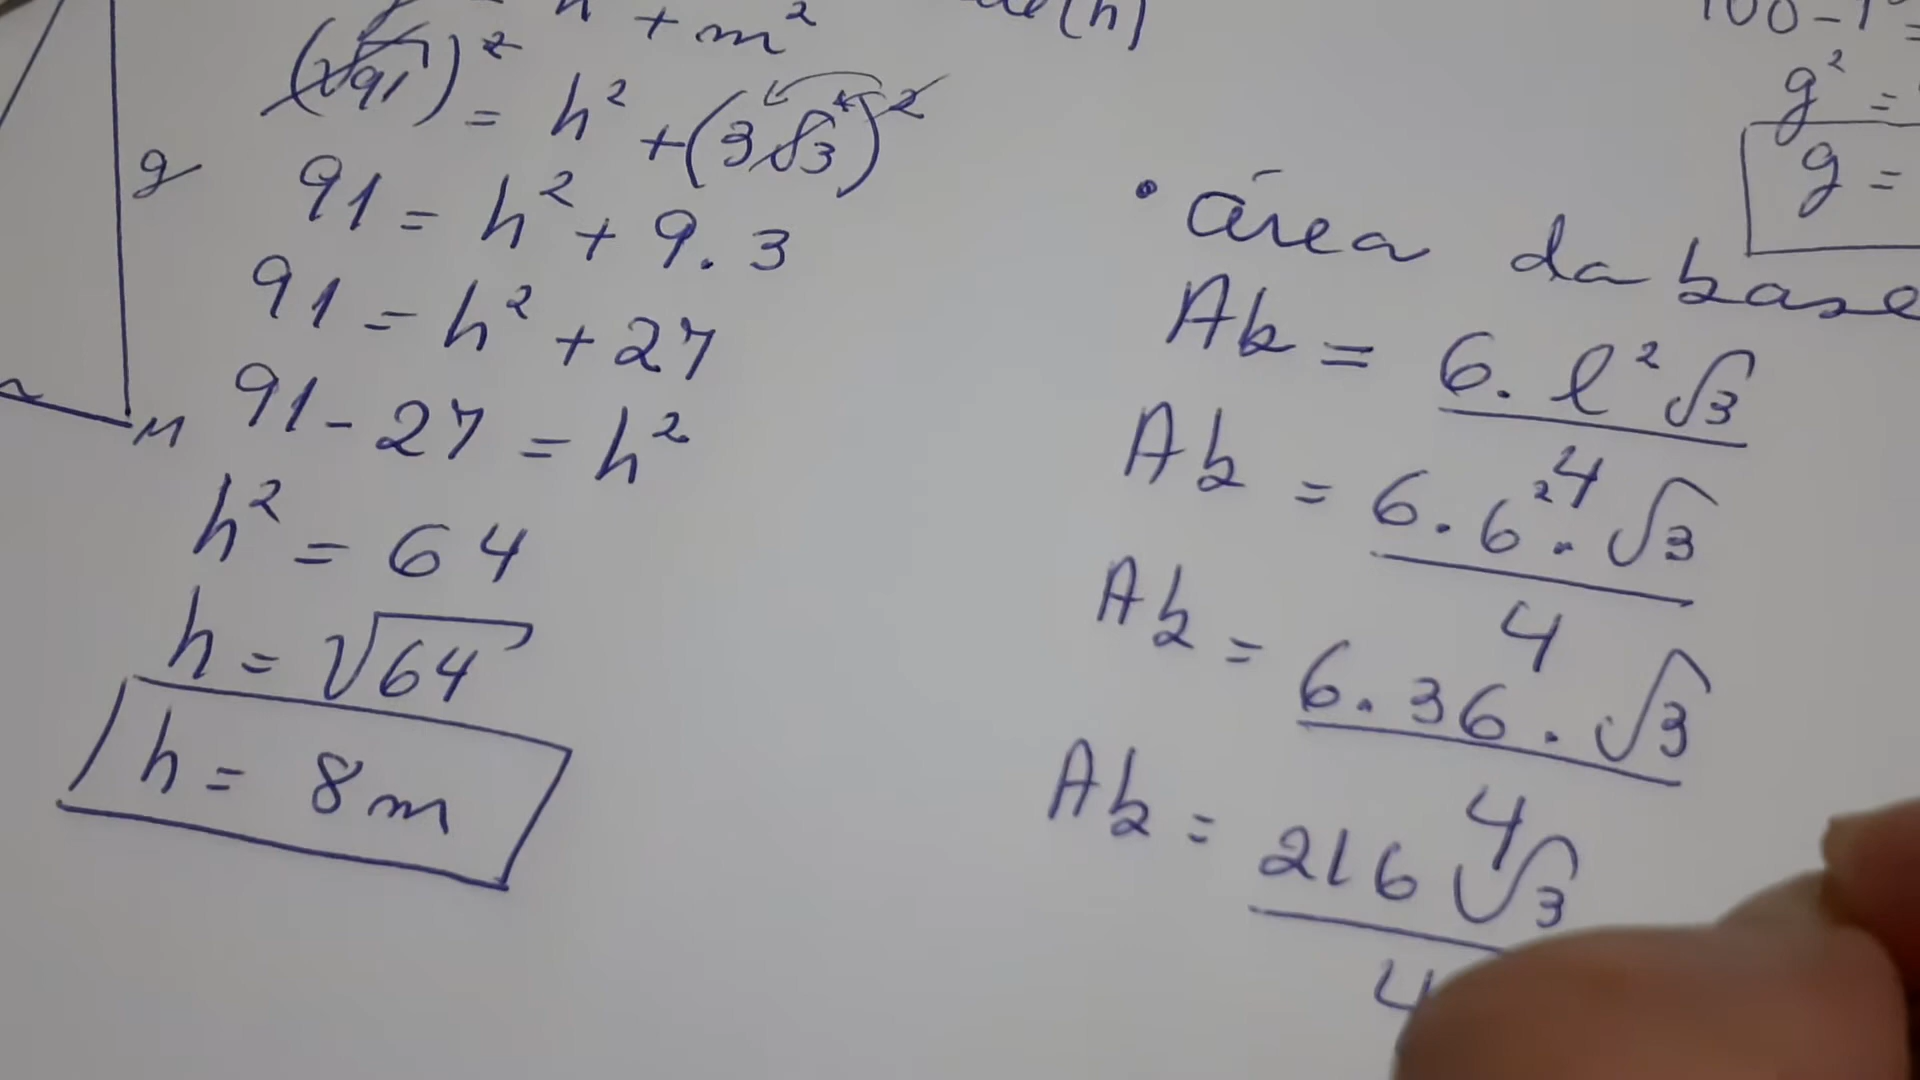 + m²
(h)
(√91)² = h² + (3√3)²
91 = h² + 9.3
91 = h² + 27
91 - 27 = h²
h² = 64
h = √64
h = 8m
g
M
100 - 
g² =
g =
• área da base
Ab = 6. l²√3 / 4
Ab = 6.6².√3 / 4
Ab = 6.36.√3 / 4
Ab = 216√3 / 4